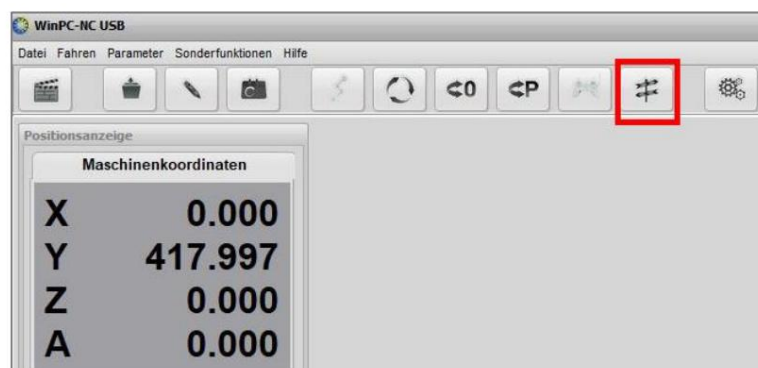 WinPC-NC USB
Datei Fahren Parameter Sonderfunktionen Hilfe
0 P
Positionsanzeige
Maschinenkoordinaten
X 0.000
Y 417.997
Z 0.000
A 0.000